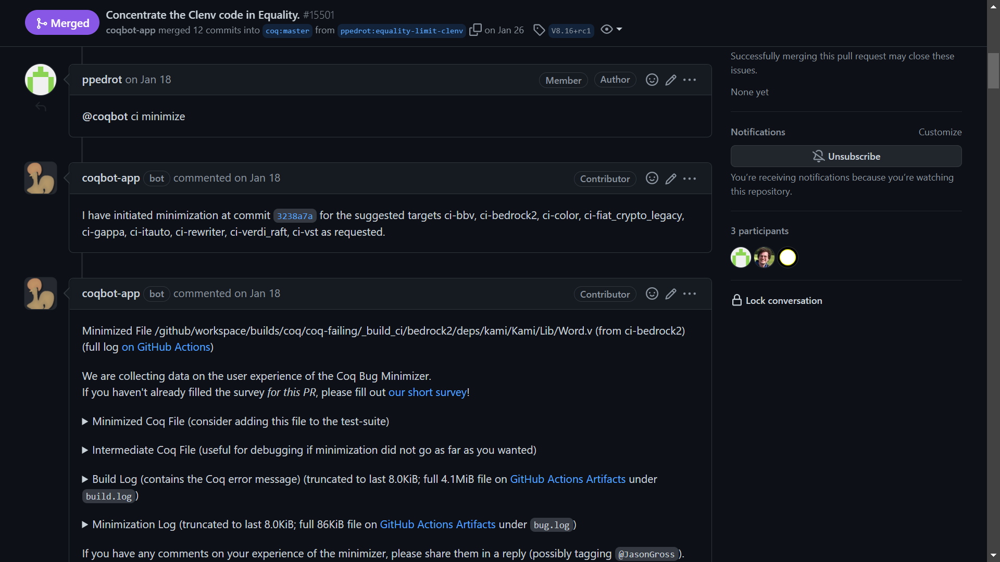 Merged
Concentrate the Clenv code in Equality. #15501
coqbot-app merged 12 commits into coq:master from ppedrot:equality-limit-clenv on Jan 26 V8.16+rc1
ppedrot on Jan 18 Member Author
@coqbot ci minimize
coqbot-app bot commented on Jan 18 Contributor
I have initiated minimization at commit 3238a7a for the suggested targets ci-bbv, ci-bedrock2, ci-color, ci-fiat_crypto_legacy,
ci-gappa, ci-itauto, ci-rewriter, ci-verdi_raft, ci-vst as requested.
coqbot-app bot commented on Jan 18 Contributor
Minimized File /github/workspace/builds/coq/coq-failing/_build_ci/bedrock2/deps/kami/Kami/Lib/Word.v (from ci-bedrock2)
(full log on GitHub Actions)
We are collecting data on the user experience of the Coq Bug Minimizer.
If you haven't already filled the survey for this PR, please fill out our short survey!
▶ Minimized Coq File (consider adding this file to the test-suite)
▶ Intermediate Coq File (useful for debugging if minimization did not go as far as you wanted)
▶ Build Log (contains the Coq error message) (truncated to last 8.0KiB; full 4.1MiB file on GitHub Actions Artifacts under
build.log)
▶ Minimization Log (truncated to last 8.0KiB; full 86KiB file on GitHub Actions Artifacts under bug.log)
If you have any comments on your experience of the minimizer, please share them in a reply (possibly tagging @JasonGross).
Successfully merging this pull request may close these
issues.
None yet
Notifications Customize
Unsubscribe
You’re receiving notifications because you’re watching
this repository.
3 participants
Lock conversation